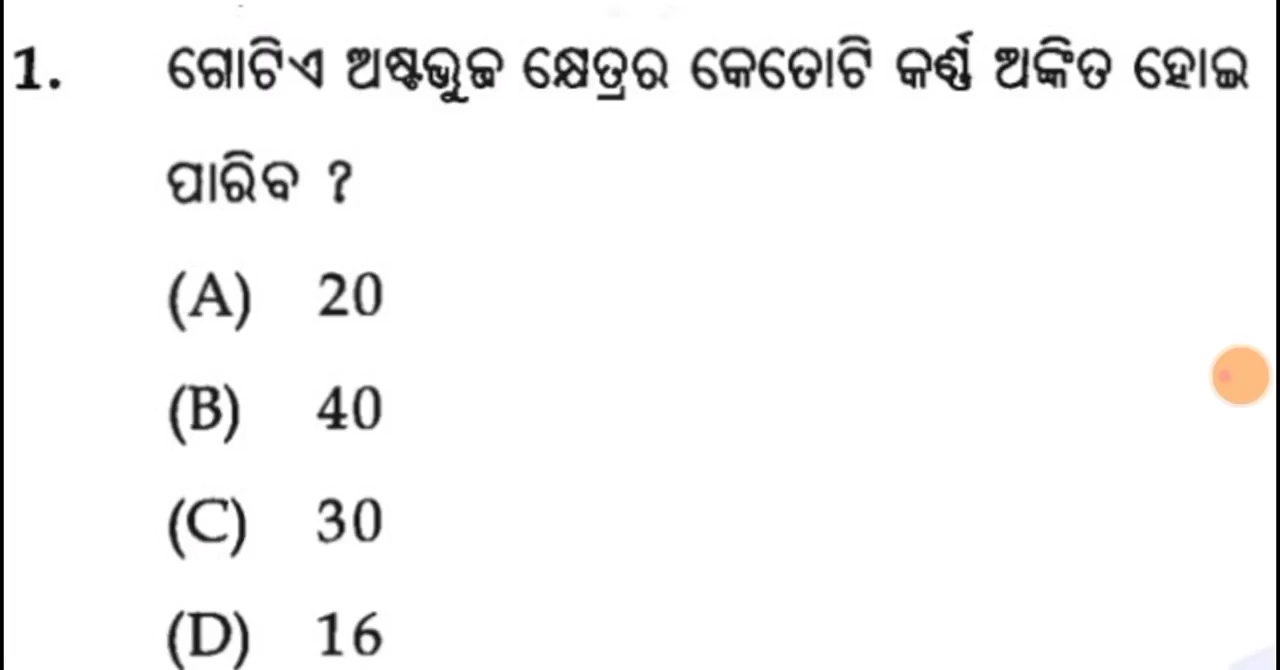 1. ଗୋଟିଏ ଅଷ୍ଟଭୁଜ କ୍ଷେତ୍ରର କେତୋଟି କର୍ଣ୍ଣ ଅଙ୍କିତ ହୋଇ
ପାରିବ ?
(A) 20
(B) 40
(C) 30
(D) 16